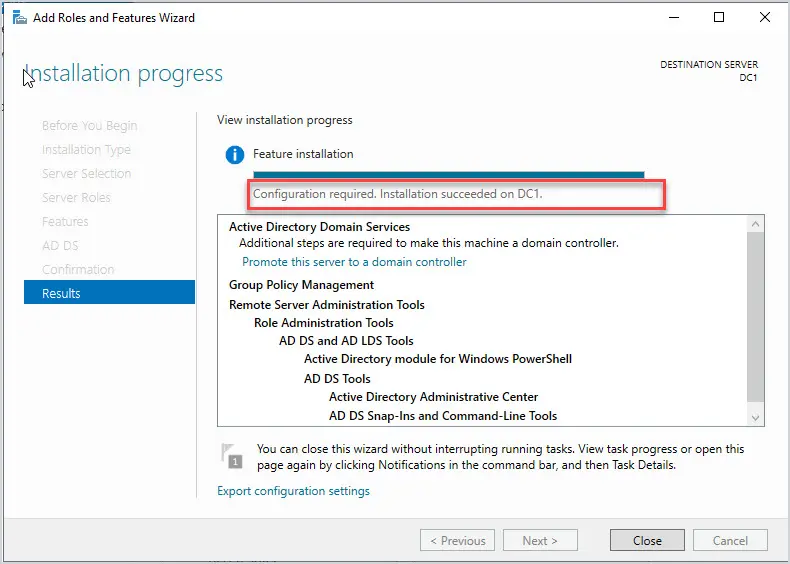 Add Roles and Features Wizard
Installation progress
DESTINATION SERVER
DC1
Before You Begin
Installation Type
Server Selection
Server Roles
Features
AD DS
Confirmation
Results
View installation progress
Feature installation
Configuration required. Installation succeeded on DC1.
Active Directory Domain Services
Additional steps are required to make this machine a domain controller.
Promote this server to a domain controller
Group Policy Management
Remote Server Administration Tools
Role Administration Tools
AD DS and AD LDS Tools
Active Directory module for Windows PowerShell
AD DS Tools
Active Directory Administrative Center
AD DS Snap-Ins and Command-Line Tools
1
You can close this wizard without interrupting running tasks. View task progress or open this
page again by clicking Notifications in the command bar, and then Task Details.
Export configuration settings
< Previous
Next >
Close
Cancel